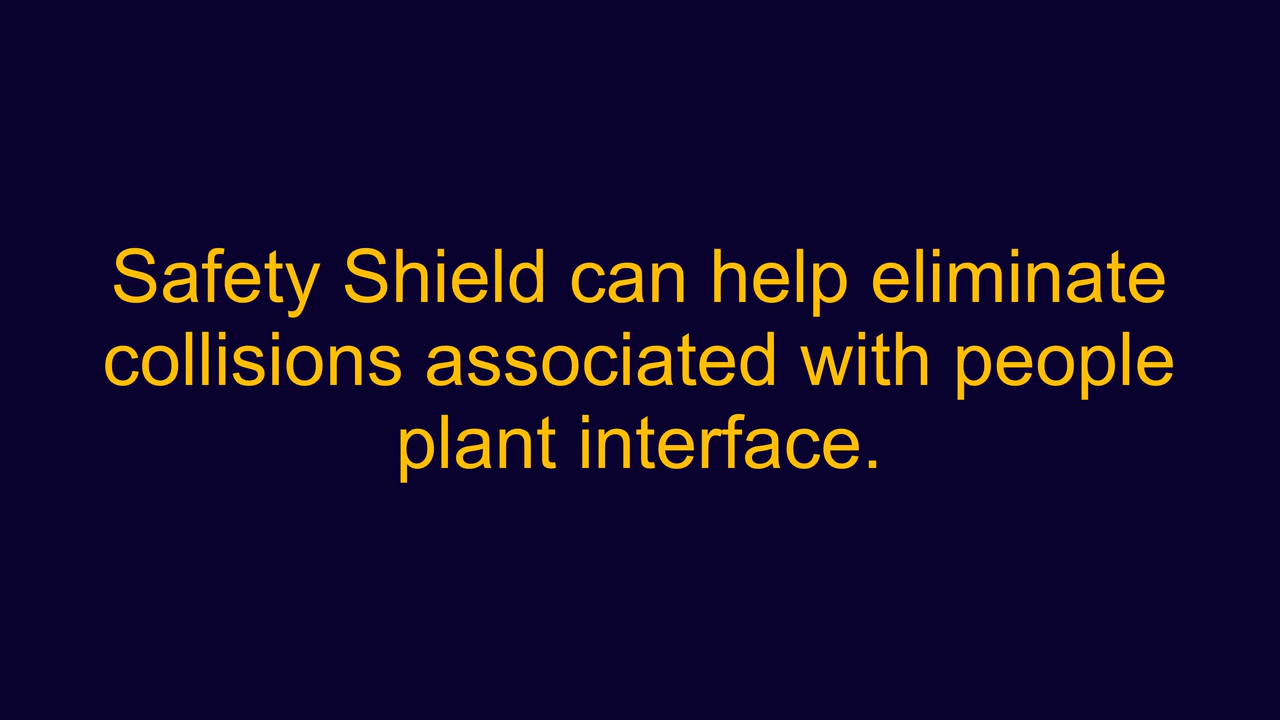 Safety Shield can help eliminate
collisions associated with people
plant interface.